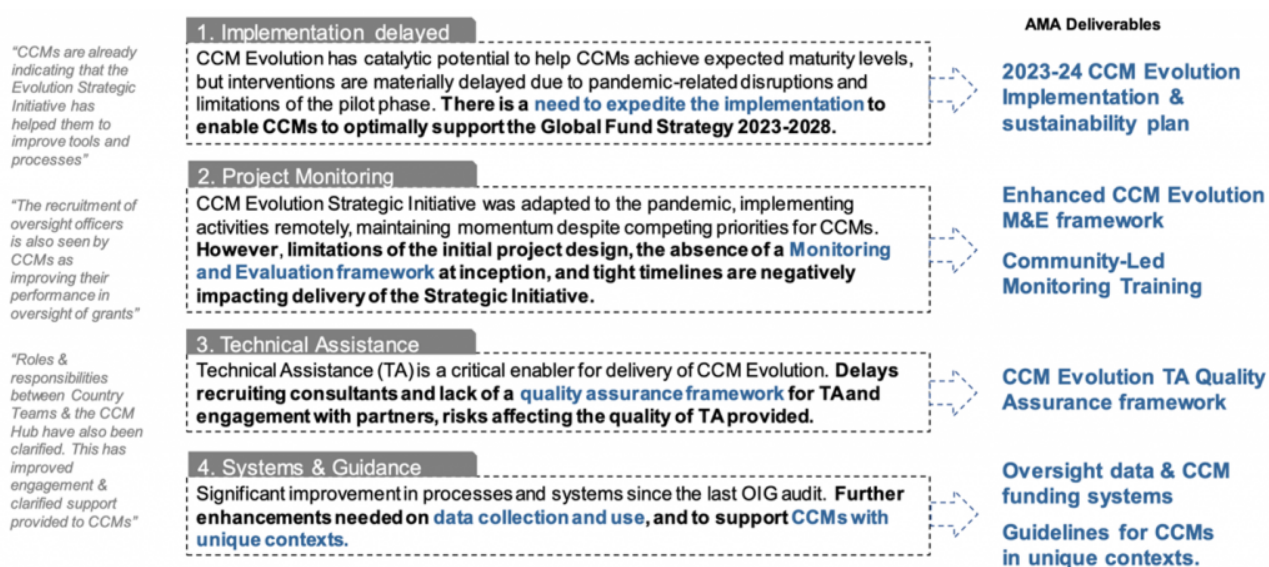 AMA Deliverables
"CCMs are already
indicating that the
Evolution Strategic
Initiative has
helped them to
improve tools and
processes"
1. Implementation delayed
CCM Evolution has catalytic potential to help CCMs achieve expected maturity levels,
but interventions are materially delayed due to pandemic-related disruptions and
limitations of the pilot phase. There is a need to expedite the implementation to
enable CCMs to optimally support the Global Fund Strategy 2023-2028.
2023-24 CCM Evolution
Implementation &
sustainability plan
"The recruitment of
oversight officers
is also seen by
CCMs as
improving their
performance in
oversight of grants"
2. Project Monitoring
CCM Evolution Strategic Initiative was adapted to the pandemic, implementing
activities remotely, maintaining momentum despite competing priorities for CCMs.
However, limitations of the initial project design, the absence of a Monitoring
and Evaluation framework at inception, and tight timelines are negatively
impacting delivery of the Strategic Initiative.
Enhanced CCM Evolution
M&E framework
Community-Led
Monitoring Training
"Roles &
responsibilities
between Country
Teams & the CCM
Hub have also been
clarified. This has
improved
engagement &
clarified support
provided to CCMs"
3. Technical Assistance
Technical Assistance (TA) is a critical enabler for delivery of CCM Evolution. Delays
recruiting consultants and lack of a quality assurance framework for TA and
engagement with partners, risks affecting the quality of TA provided.
CCM Evolution TA Quality
Assurance framework
4. Systems & Guidance
Significant improvement in processes and systems since the last OIG audit. Further
enhancements needed on data collection and use, and to support CCMs with
unique contexts.
Oversight data & CCM
funding systems
Guidelines for CCMs
in unique contexts.